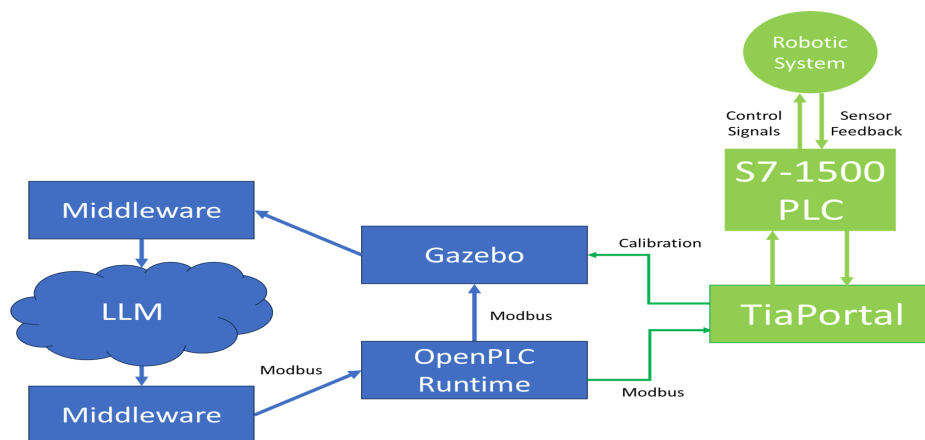 Robotic
System
Control
Signals
Sensor
Feedback
S7-1500
PLC
Middleware
Gazebo
Calibration
LLM
TiaPortal
Modbus
OpenPLC
Runtime
Modbus
Modbus
Middleware